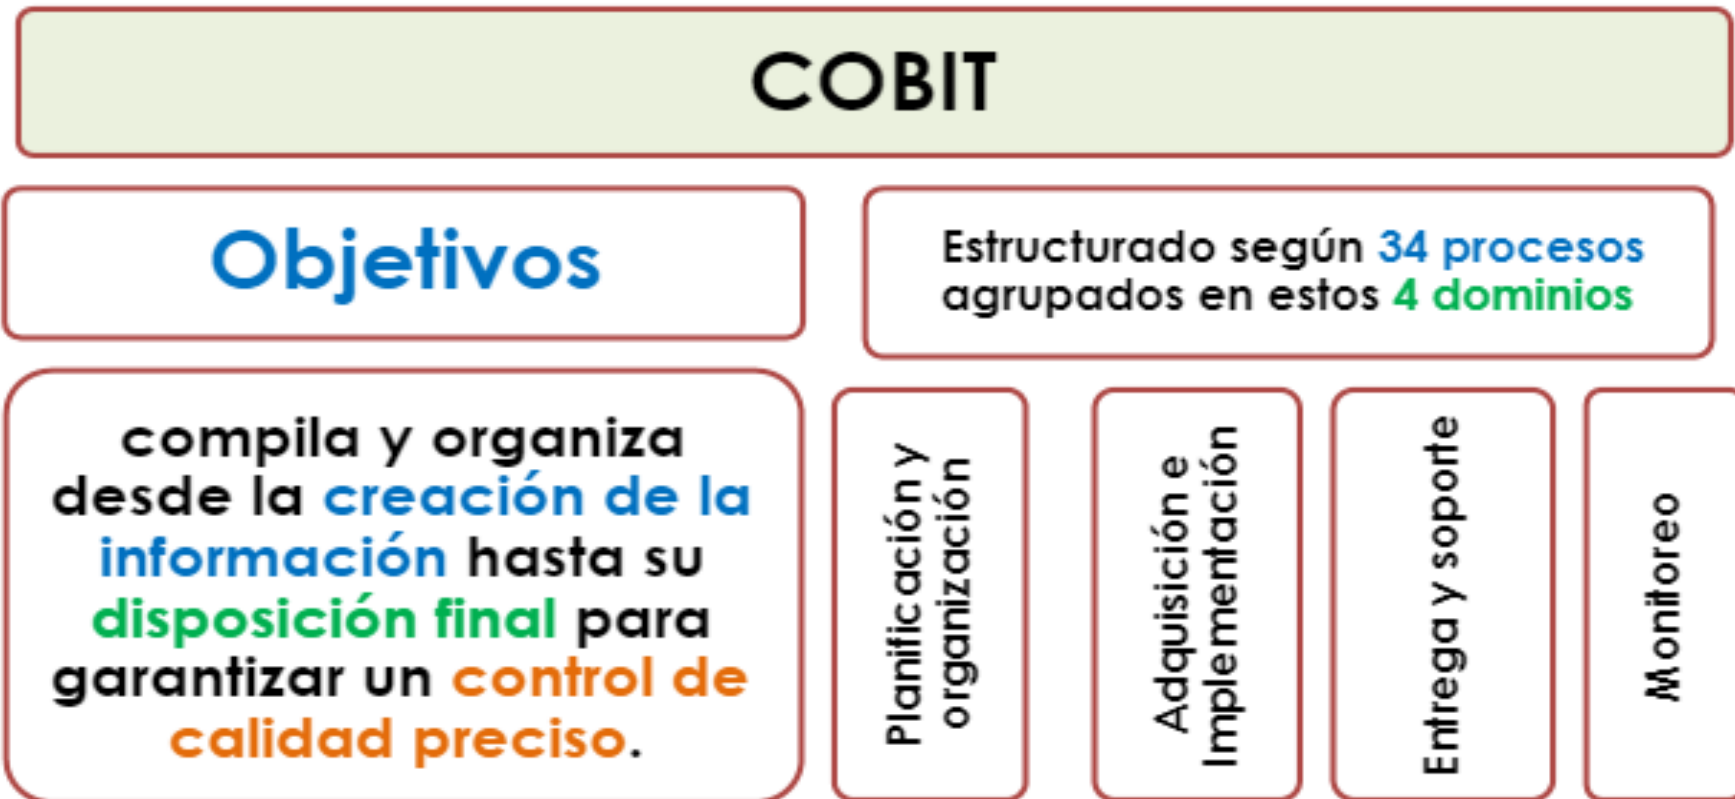 COBIT
Objetivos
compila y organiza
desde la creación de la
información hasta su
disposición final para
garantizar un control de
calidad preciso.
Estructurado según 34 procesos
agrupados en estos 4 dominios
Planificación y
organización
Adquisición e
Implementación
Entrega y soporte
Monitoreo